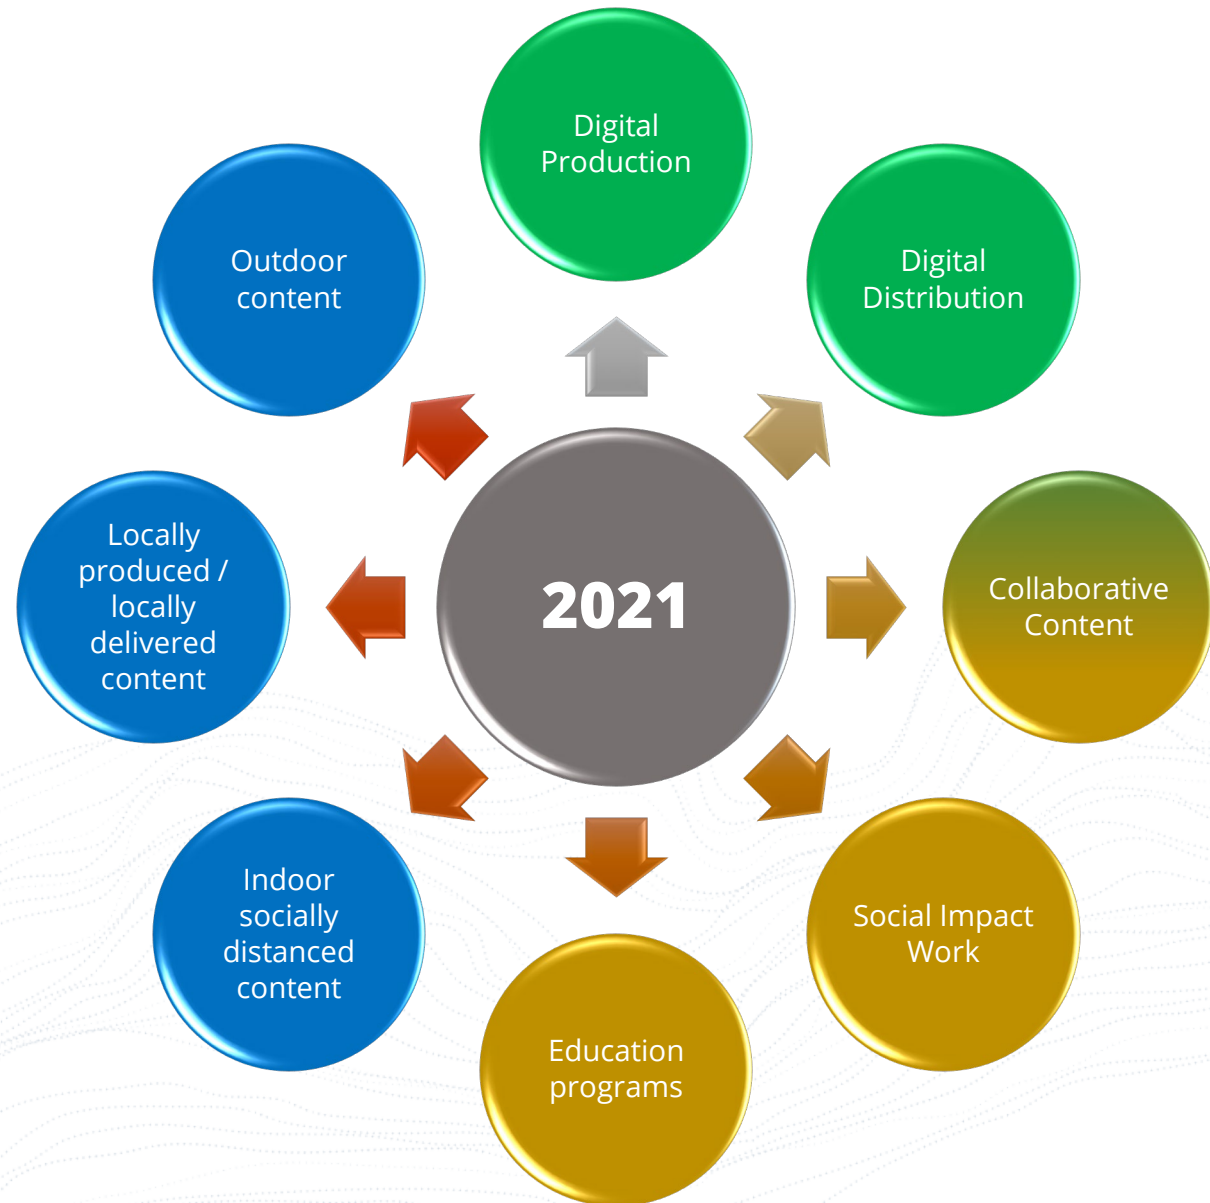 Digital
Production
Digital
Distribution
Collaborative
Content
Social Impact
Work
Education
programs
Indoor
socially
distanced
content
Locally
produced /
locally
delivered
content
Outdoor
content
2021